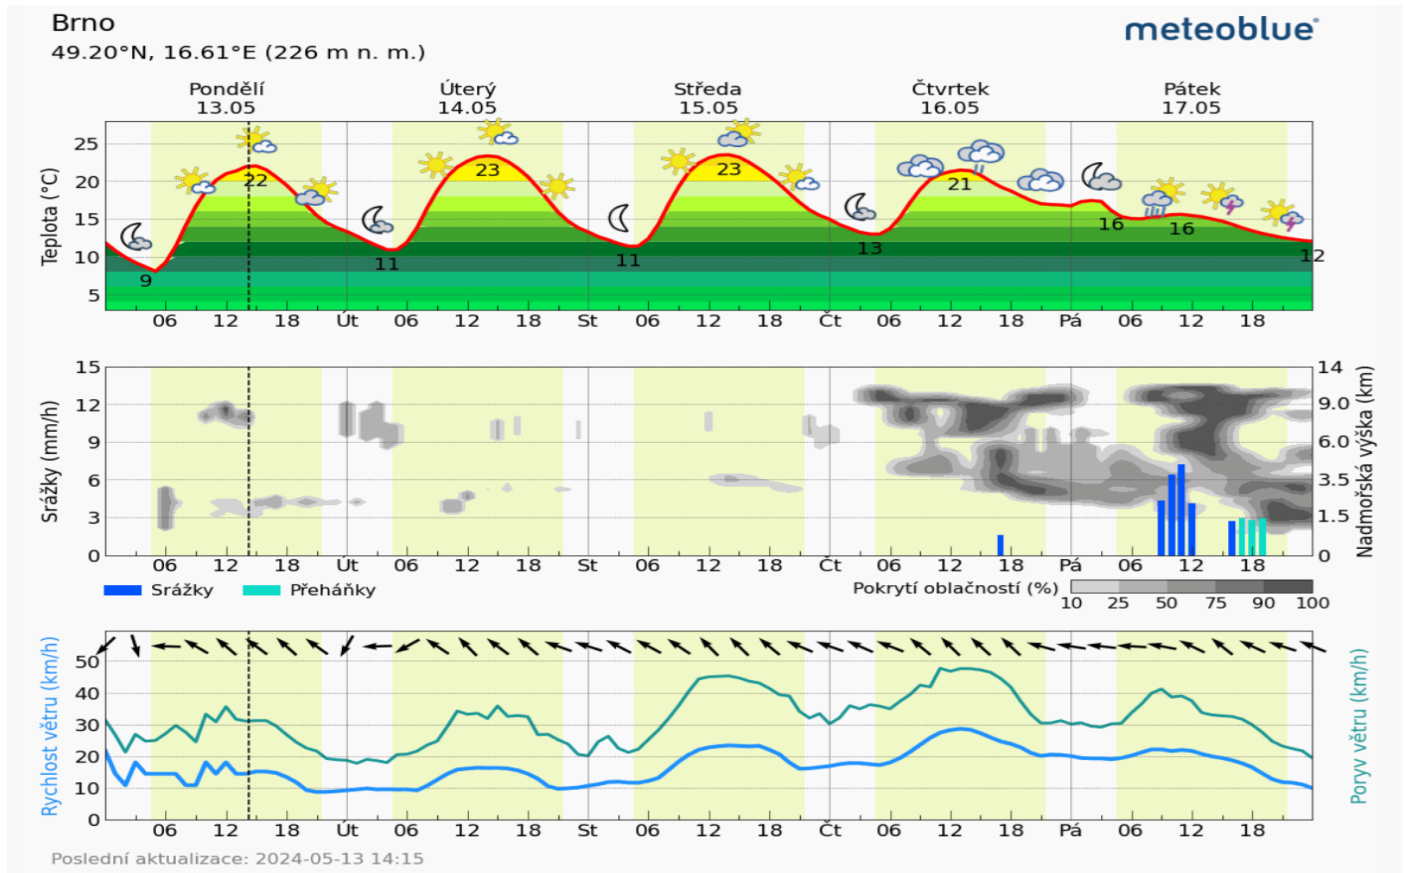 Brno
meteoblue
49.20°N, 16.61°E (226 m n. m.)
Pondělí Úterý Středa Čtvrtek Pátek
13.05 14.05 15.05 16.05 17.05
Teplota (°C)
25
20
15
10
5
22 23 23 21
9 11 11 13 16 16 12
06 12 18 Út 06 12 18 St 06 12 18 Čt 06 12 18 Pá 06 12 18
Srážky (mm/h)
15
12
9
6
3
0
14
9.0
6.0
3.5
1.5
0
Nadmořská výška (km)
06 12 18 Út 06 12 18 St 06 12 18 Čt 06 12 18 Pá 06 12 18
Srážky Přeháňky Pokrytí oblačností (%)
10 25 50 75 90 100
Rychlost větru (km/h)
50
40
30
20
10
0
Poryv větru (km/h)
06 12 18 Út 06 12 18 St 06 12 18 Čt 06 12 18 Pá 06 12 18
Poslední aktualizace: 2024-05-13 14:15